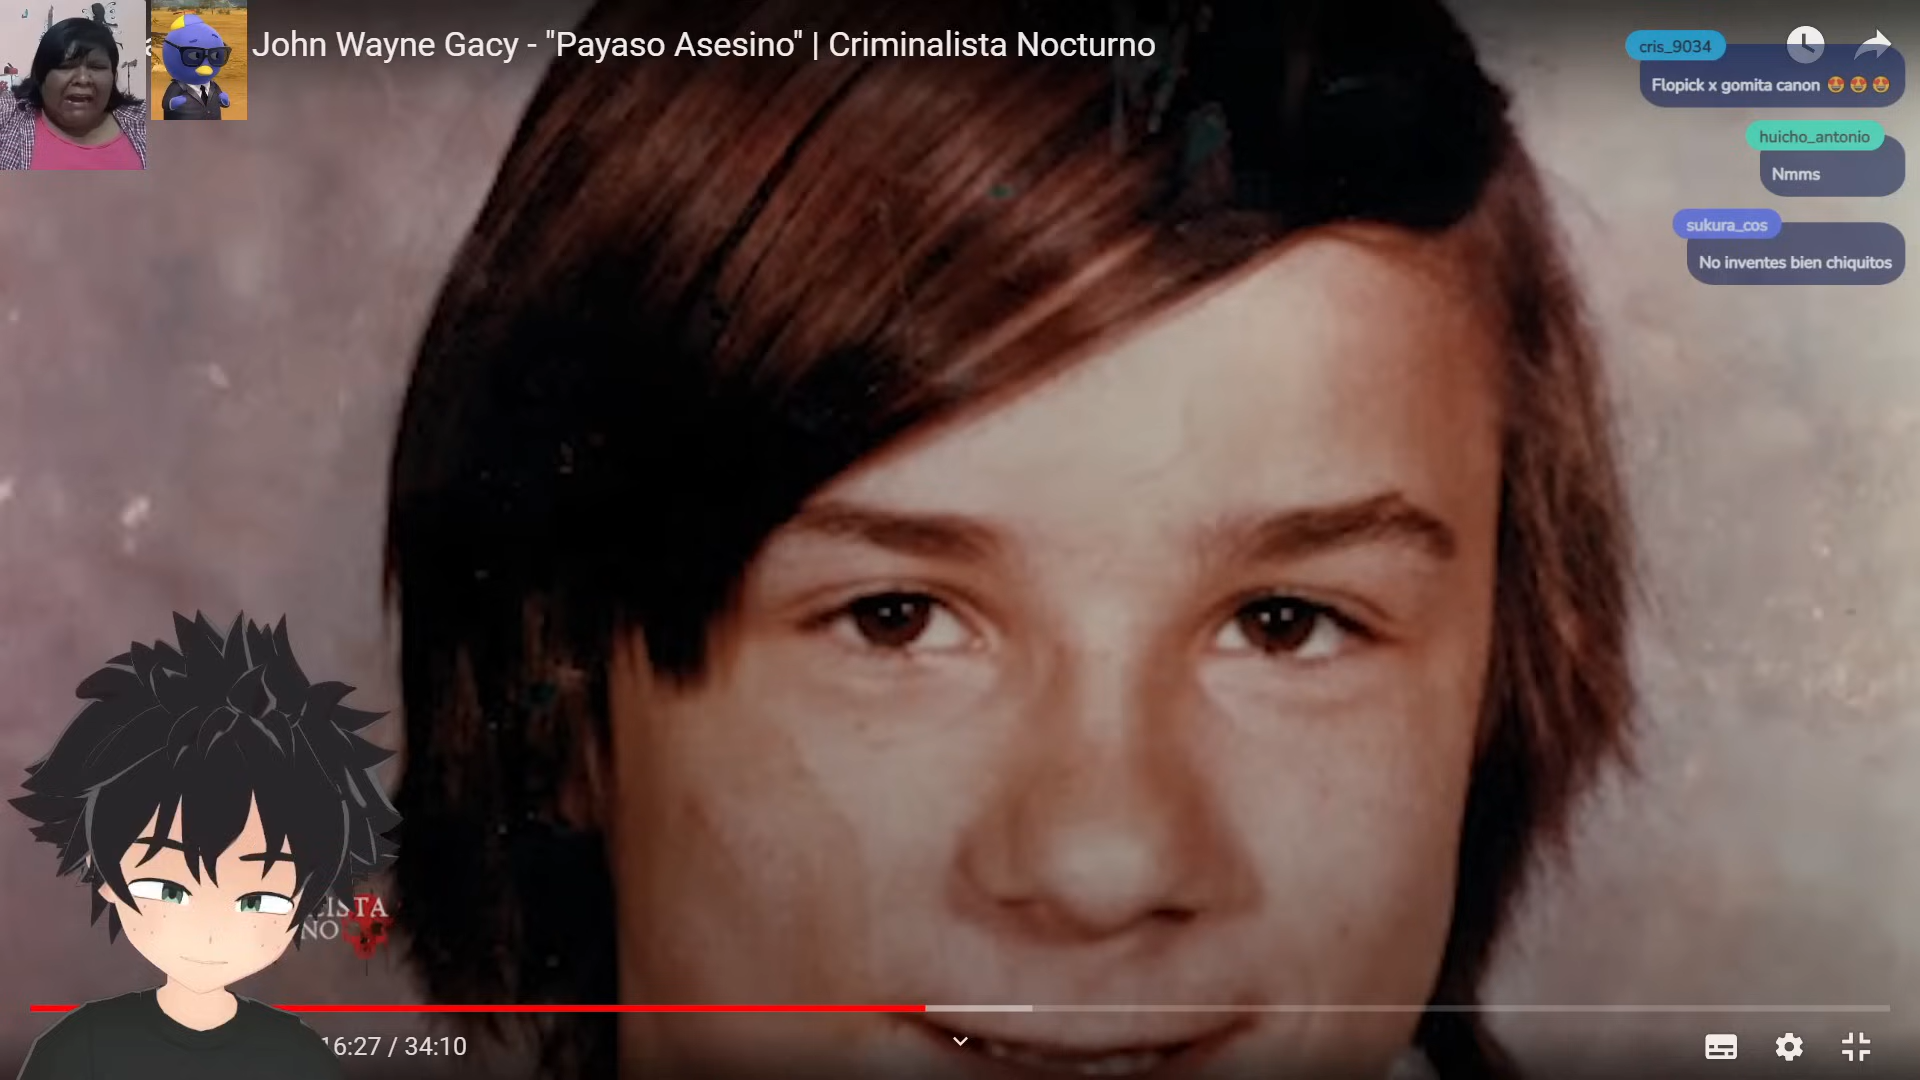 John Wayne Gacy - "Payaso Asesino" | Criminalista Nocturno
cris_9034
Flopick x gomita canon 🤩 🤩 🤩
huicho_antonio
Nmms
sukura_cos
No inventes bien chiquitos
16:27 / 34:10